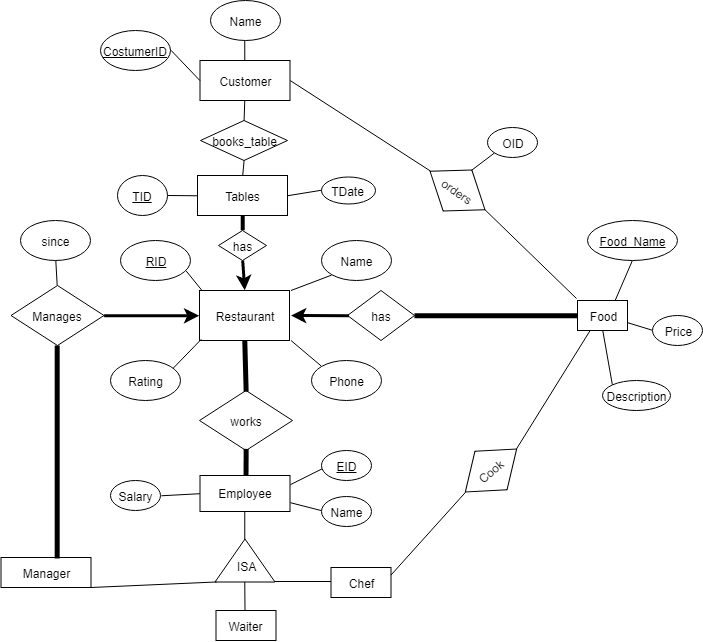 Name
CostumerID
Customer
books_table
OID
orders
TID
Tables
TDate
has
since
RID
Name
Food_Name
Manages
Restaurant
has
Food
Price
Rating
Phone
Description
works
Cook
EID
Salary
Employee
Name
ISA
Manager
Chef
Waiter